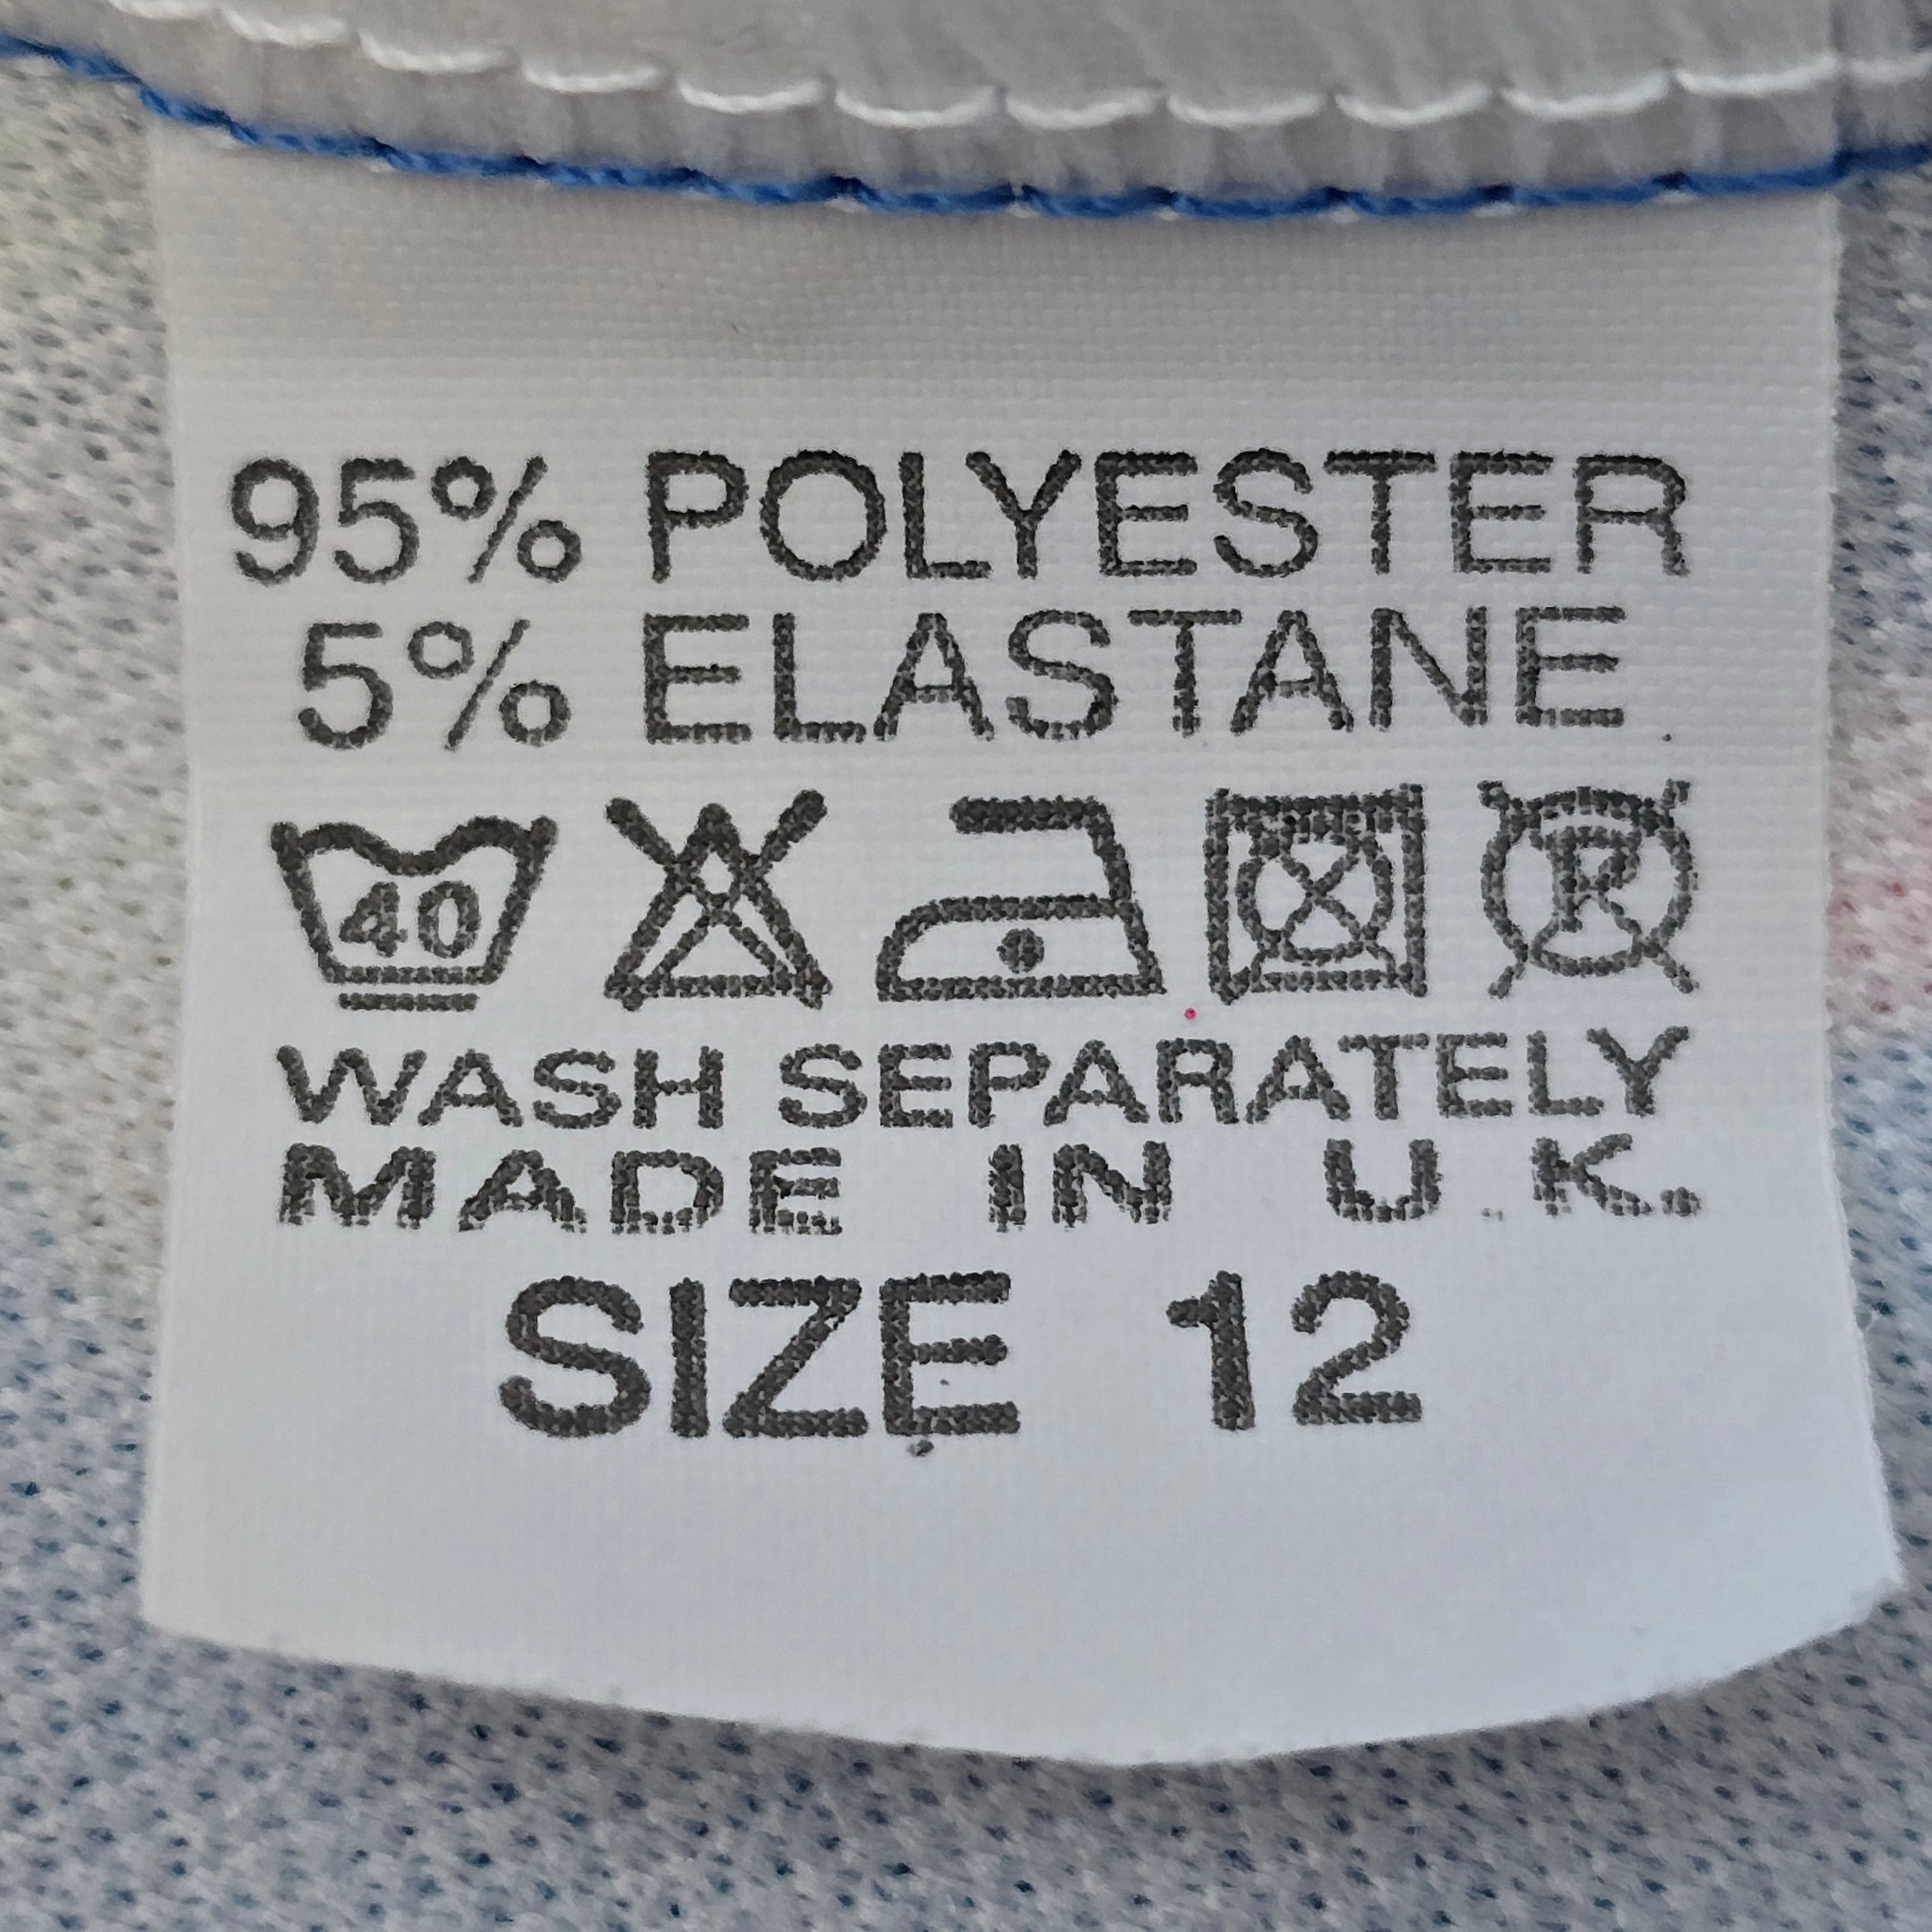 95% POLYESTER
5% ELASTANE
40 R
WASH SEPARATELY
MADE IN U.K.
SIZE 12